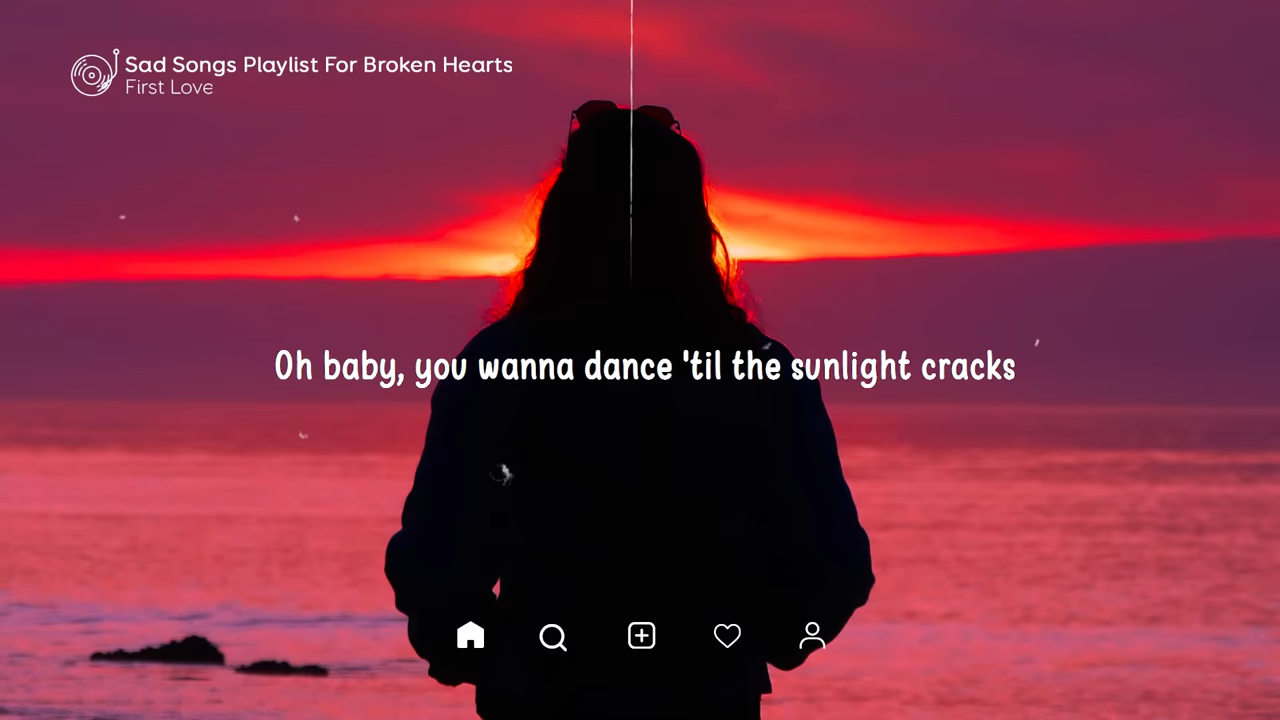 Sad Songs Playlist For Broken Hearts
First Love
Oh baby, you wanna dance 'til the sunlight cracks